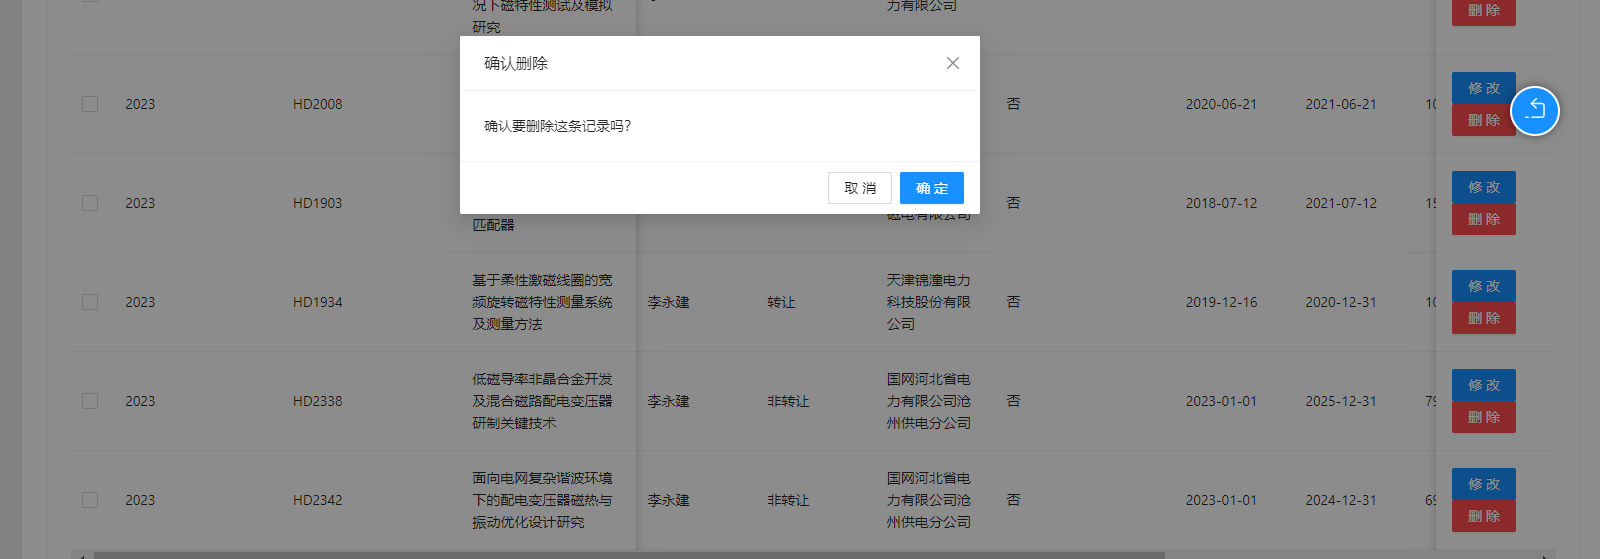 况下磁特性测试及模拟
研究
力有限公司
删 除
确认删除
确认要删除这条记录吗?
取 消
确 定
2023
HD2008
否
2020-06-21
2021-06-21
10
修 改
删 除
2023
HD1903
匹配器
磁电有限公司
否
2018-07-12
2021-07-12
15
修 改
删 除
2023
HD1934
基于柔性激磁线圈的宽
频旋转磁特性测量系统
及测量方法
李永建
转让
天津锦潼电力
科技股份有限
公司
否
2019-12-16
2020-12-31
10
修 改
删 除
2023
HD2338
低磁导率非晶合金开发
及混合磁路配电变压器
研制关键技术
李永建
非转让
国网河北省电
力有限公司沧
州供电分公司
否
2023-01-01
2025-12-31
79
修 改
删 除
2023
HD2342
面向电网复杂谐波环境
下的配电变压器磁热与
振动优化设计研究
李永建
非转让
国网河北省电
力有限公司沧
州供电分公司
否
2023-01-01
2024-12-31
69
修 改
删 除